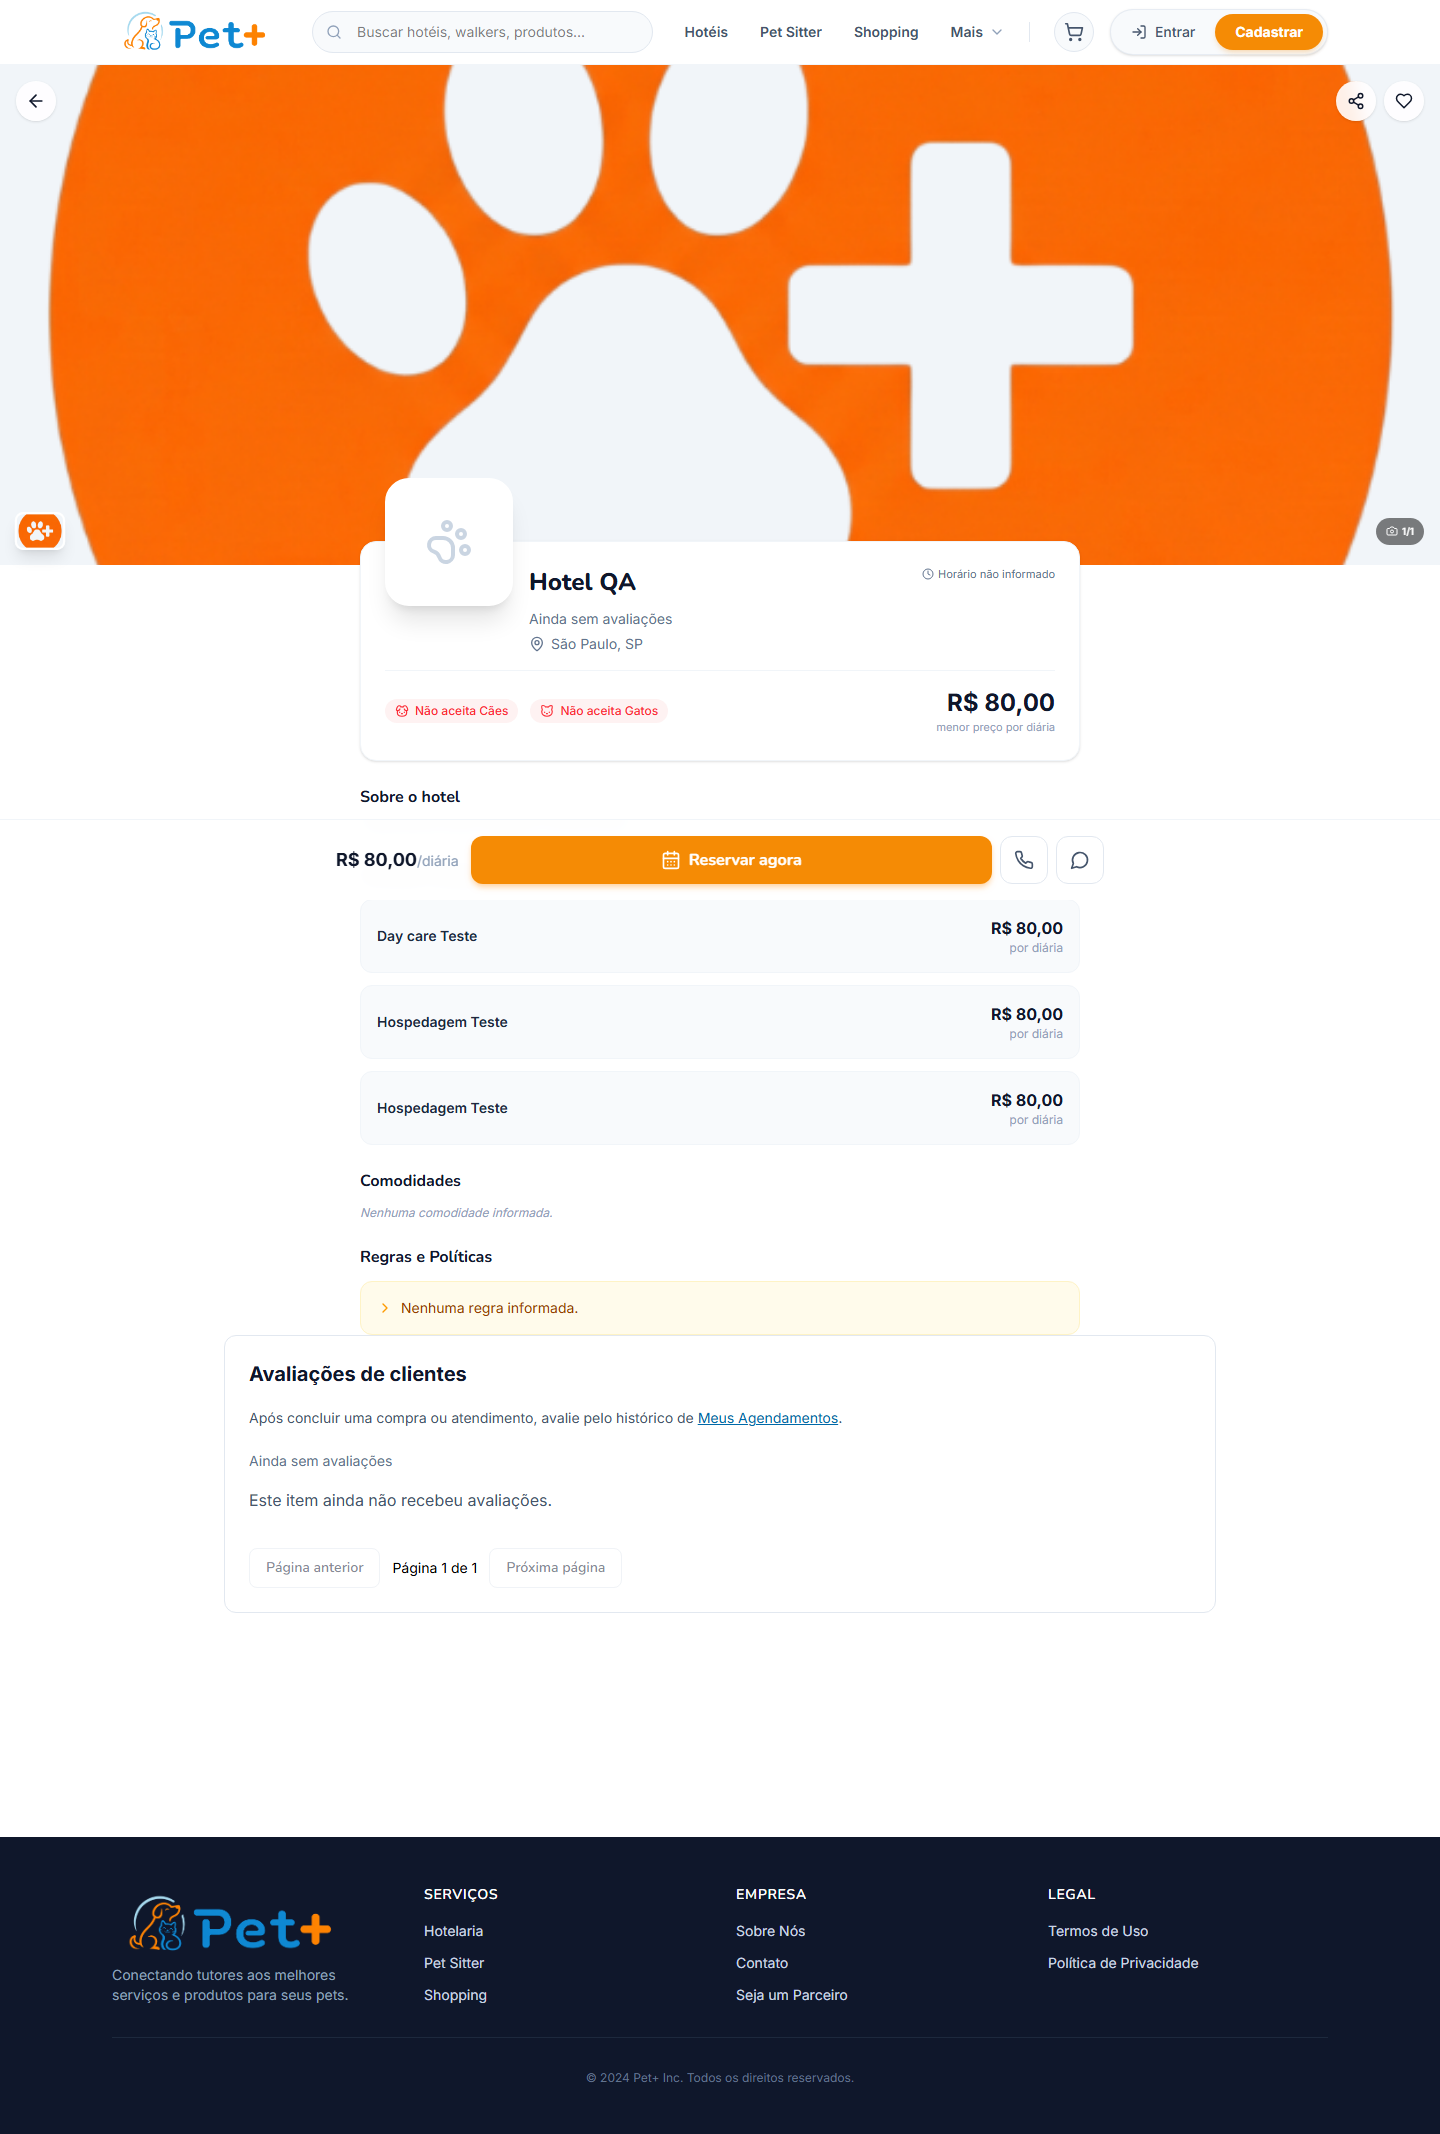 Pet+
Buscar hotéis, walkers, produtos...
Hotéis
Pet Sitter
Shopping
Mais
Entrar
Cadastrar
1/1
Hotel QA
Horário não informado
Ainda sem avaliações
São Paulo, SP
Não aceita Cães
Não aceita Gatos
R$ 80,00
menor preço por diária
Sobre o hotel
R$ 80,00/diária
Reservar agora
Day care Teste
R$ 80,00
por diária
Hospedagem Teste
R$ 80,00
por diária
Hospedagem Teste
R$ 80,00
por diária
Comodidades
Nenhuma comodidade informada.
Regras e Políticas
Nenhuma regra informada.
Avaliações de clientes
Após concluir uma compra ou atendimento, avalie pelo histórico de Meus Agendamentos.
Ainda sem avaliações
Este item ainda não recebeu avaliações.
Página anterior
Página 1 de 1
Próxima página
Pet+
Conectando tutores aos melhores
serviços e produtos para seus pets.
SERVIÇOS
Hotelaria
Pet Sitter
Shopping
EMPRESA
Sobre Nós
Contato
Seja um Parceiro
LEGAL
Termos de Uso
Política de Privacidade
© 2024 Pet+ Inc. Todos os direitos reservados.